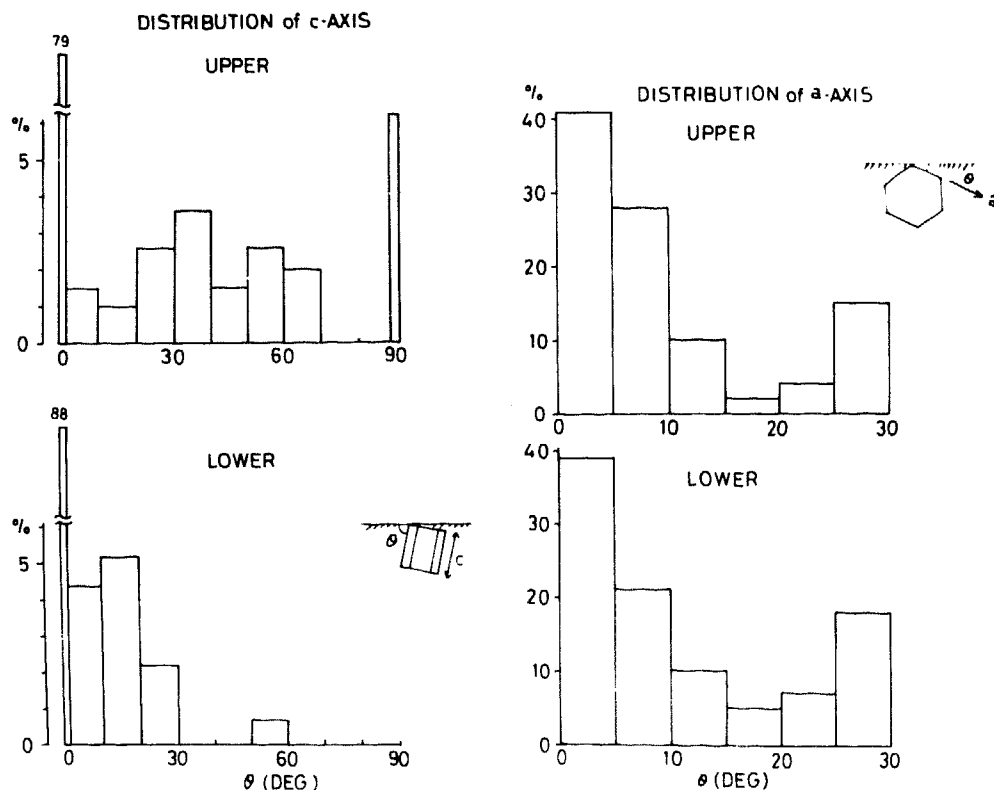 DISTRIBUTION of c-AXIS
79
UPPER
%
5
0
0 30 60 90
88
LOWER
%
5
θ
c
0
0 30 60 90
θ (DEG)
DISTRIBUTION of a-AXIS
%
UPPER
40
30
20
10
0
θ
a
0 10 20 30
LOWER
40
30
20
10
0
0 10 20 30
θ (DEG)